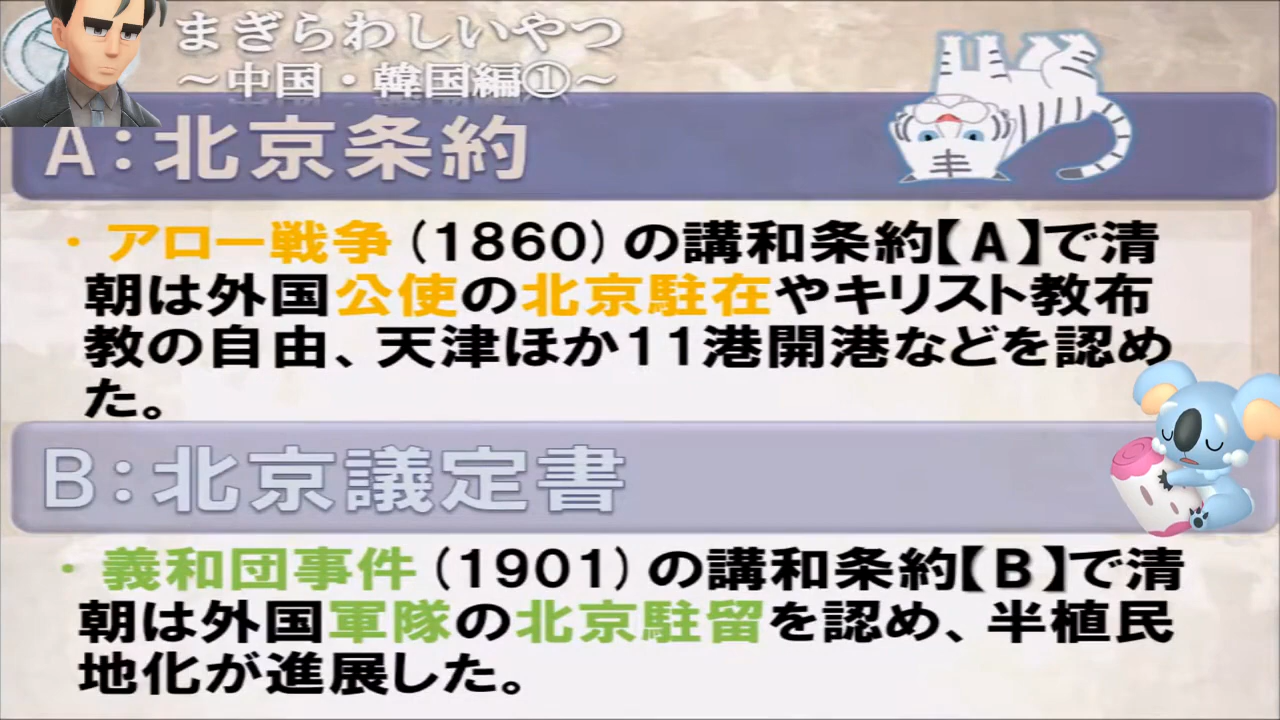 まぎらわしいやつ
～中国・韓国編①～
A：北京条約
・アロー戦争（1860）の講和条約【A】で清
朝は外国公使の北京駐在やキリスト教布
教の自由、天津ほか11港開港などを認め
た。
B：北京議定書
・義和団事件（1901）の講和条約【B】で清
朝は外国軍隊の北京駐留を認め、半植民
地化が進展した。